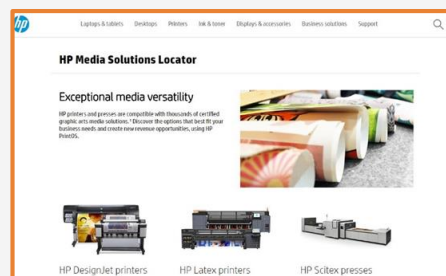 hp
Laptops & tablets Desktops Printers Ink & toner Displays & accessories Business solutions Support
HP Media Solutions Locator
Exceptional media versatility
HP printers and presses are compatible with thousands of certified
graphic arts media solutions.* Discover the options that best fit your
business needs and create new revenue opportunities, using HP
PrintOS.
HP DesignJet printers HP Latex printers HP Scitex presses